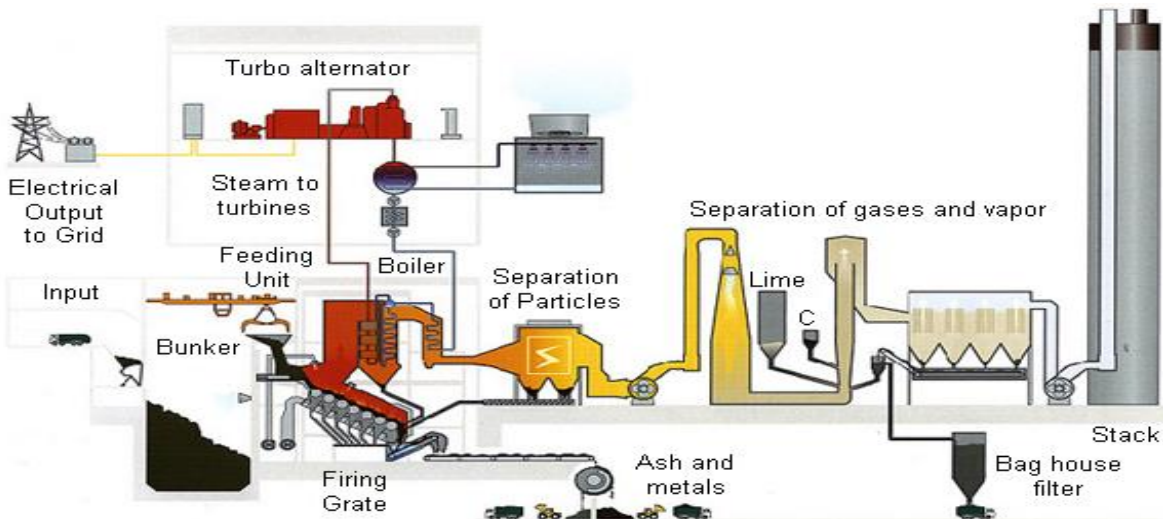 Turbo alternator
Electrical
Output
to Grid
Steam to
turbines
Separation of gases and vapor
Feeding
Unit
Boiler
Separation
of Particles
Input
Lime
C
Bunker
Firing
Grate
Ash and
metals
Stack
Bag house
filter